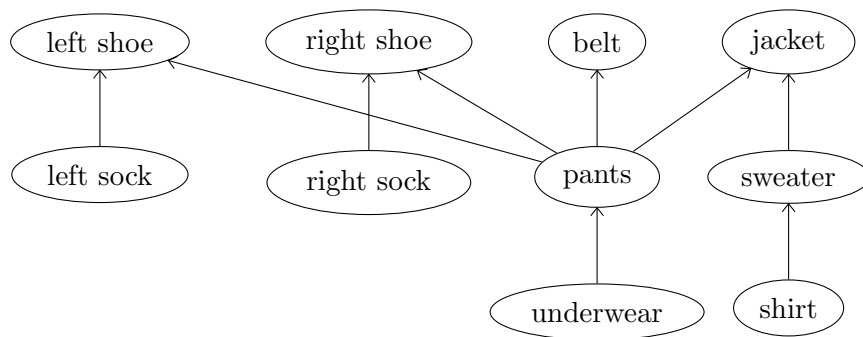 left shoe
right shoe
belt
jacket
left sock
right sock
pants
sweater
underwear
shirt